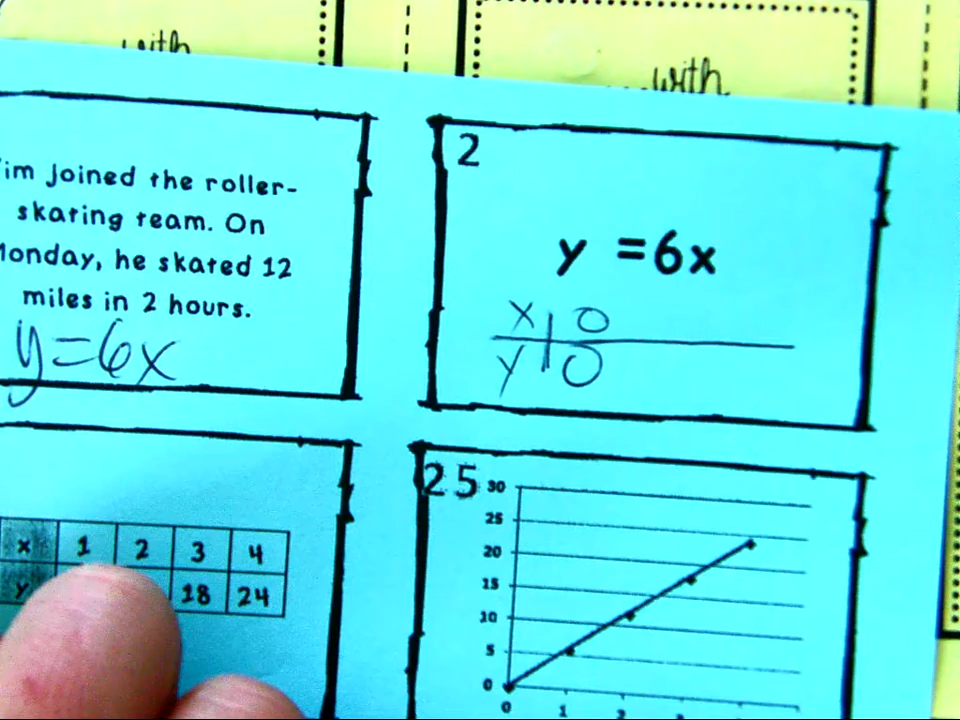 with
with
im joined the roller-
skating team. On
onday, he skated 12
miles in 2 hours.
y=6x
2
y =6x
x 0
y 0
x 1 2 3 4
y 18 24
25
30
25
20
15
10
5
0
0 1 2